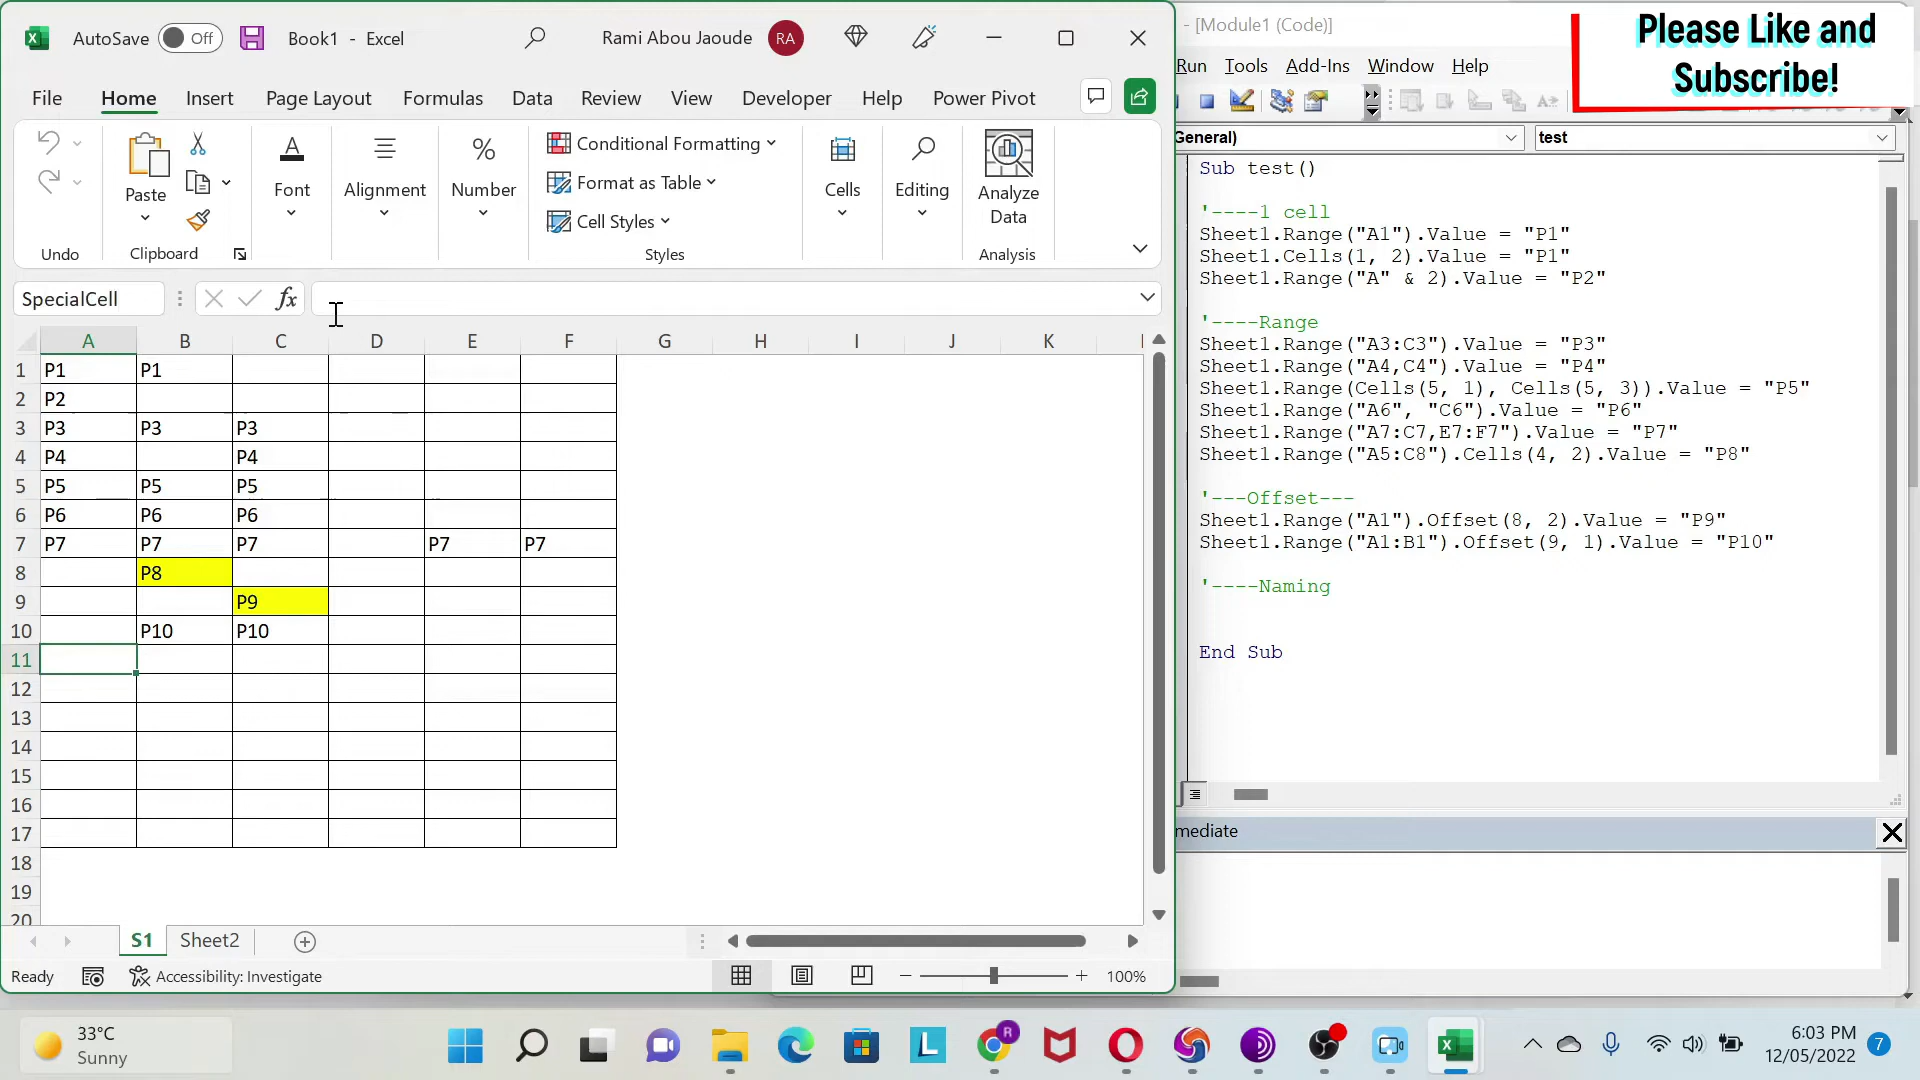 AutoSave Off Book1 - Excel Rami Abou Jaoude RA
File Home Insert Page Layout Formulas Data Review View Developer Help Power Pivot
Paste
Font
Alignment
Number
Conditional Formatting
Format as Table
Cell Styles
Cells
Editing
Analyze
Data
Undo Clipboard Styles Analysis
SpecialCell fx
A B C D E F G H I J K
1 P1 P1
2 P2
3 P3 P3 P3
4 P4 P4
5 P5 P5 P5
6 P6 P6 P6
7 P7 P7 P7 P7 P7
8 P8
9 P9
10 P10 P10
11
12
13
14
15
16
17
18
19
20
S1 Sheet2
Ready Accessibility: Investigate 100%
- [Module1 (Code)]
Please Like and
Subscribe!
Run Tools Add-Ins Window Help
General) test
Sub test()
'----1 cell
Sheet1.Range("A1").Value = "P1"
Sheet1.Cells(1, 2).Value = "P1"
Sheet1.Range("A" & 2).Value = "P2"
'----Range
Sheet1.Range("A3:C3").Value = "P3"
Sheet1.Range("A4,C4").Value = "P4"
Sheet1.Range(Cells(5, 1), Cells(5, 3)).Value = "P5"
Sheet1.Range("A6", "C6").Value = "P6"
Sheet1.Range("A7:C7,E7:F7").Value = "P7"
Sheet1.Range("A5:C8").Cells(4, 2).Value = "P8"
'---Offset---
Sheet1.Range("A1").Offset(8, 2).Value = "P9"
Sheet1.Range("A1:B1").Offset(9, 1).Value = "P10"
'----Naming
End Sub
mediate
33°C
Sunny
6:03 PM
12/05/2022
7